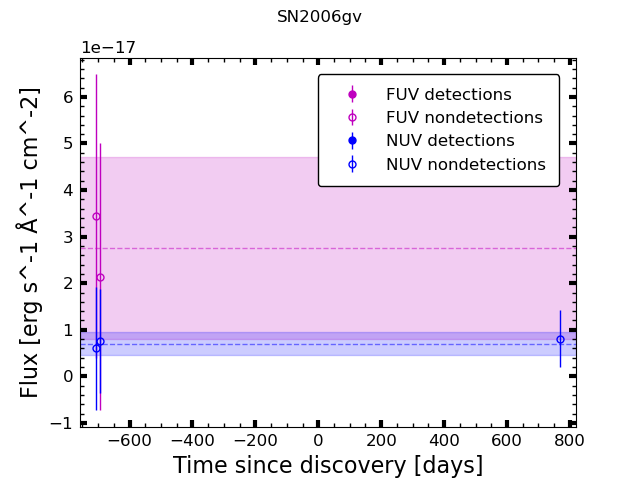 SN2006gv
1e−17
FUV detections
FUV nondetections
NUV detections
NUV nondetections
6
5
4
3
2
1
0
−1
−600 −400 −200 0 200 400 600 800
Time since discovery [days]
Flux [erg s^-1 Å^-1 cm^-2]